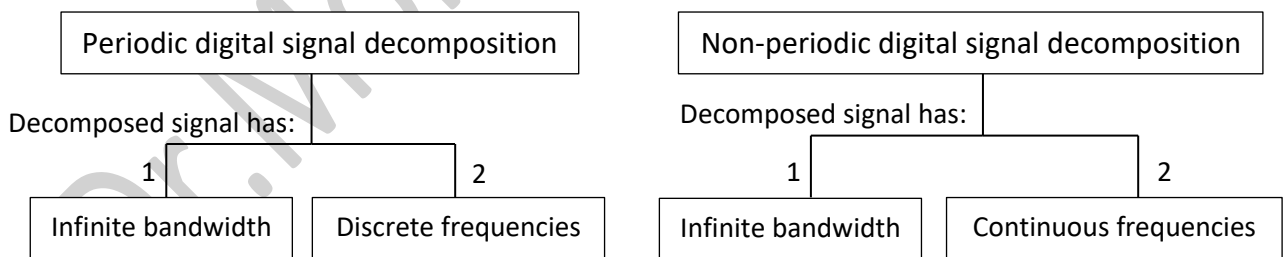 Periodic digital signal decomposition
Decomposed signal has:
1
2
Infinite bandwidth
Discrete frequencies
Non-periodic digital signal decomposition
Decomposed signal has:
1
2
Infinite bandwidth
Continuous frequencies